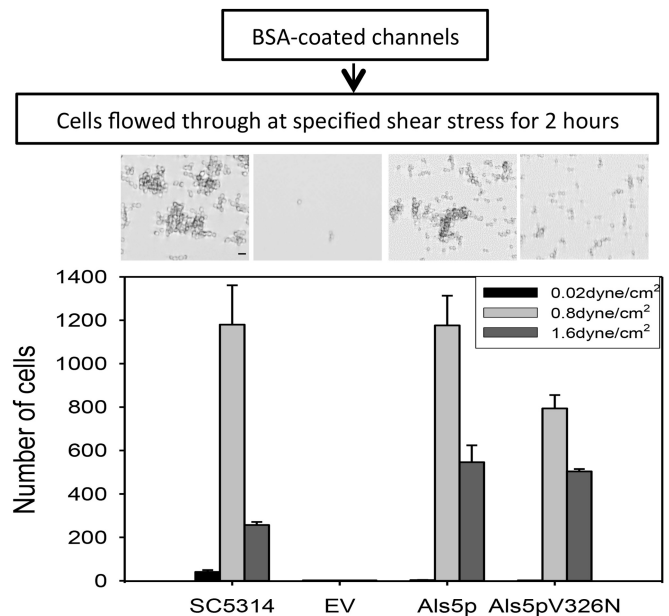 BSA-coated channels
Cells flowed through at specified shear stress for 2 hours
1400
1200
1000
800
600
400
200
0
Number of cells
0.02dyne/cm²
0.8dyne/cm²
1.6dyne/cm²
SC5314 EV Als5p Als5pV326N